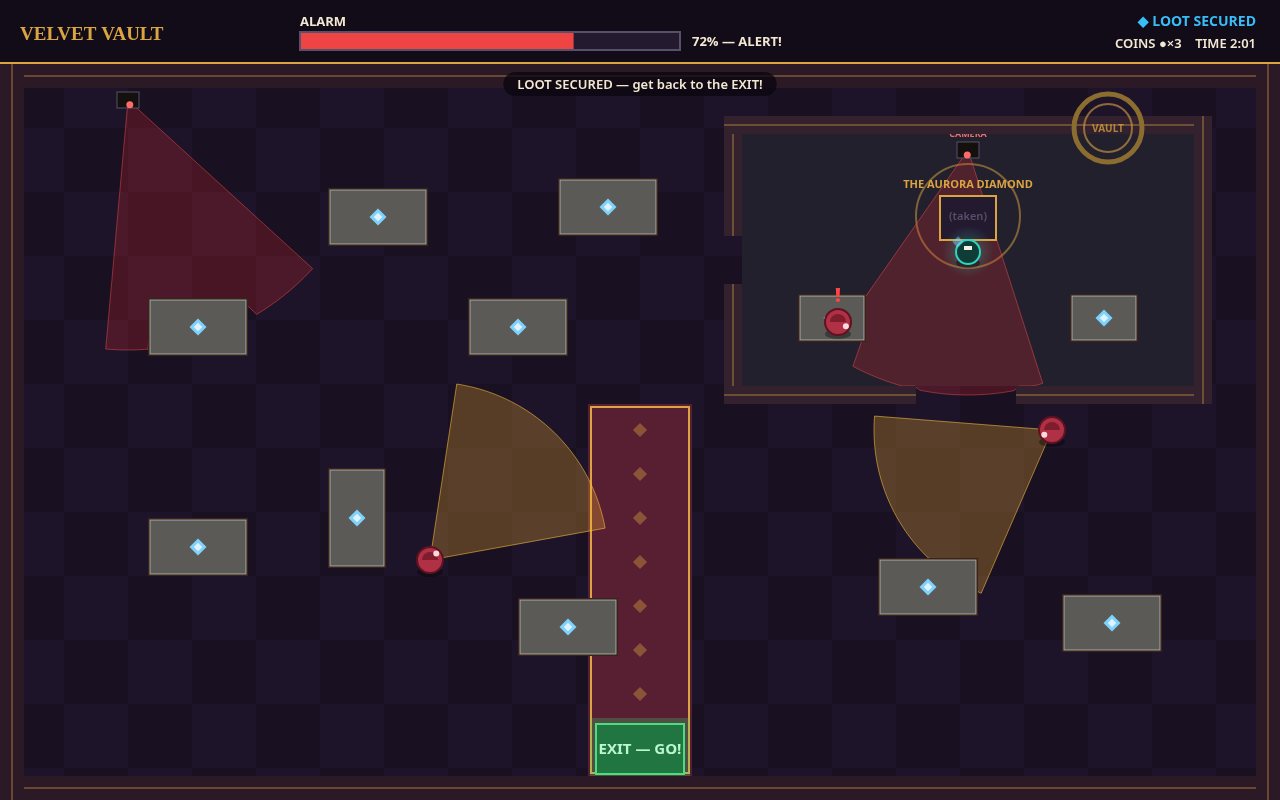 VELVET VAULT
ALARM
72% — ALERT!
◆ LOOT SECURED
COINS ●×3 TIME 2:01
LOOT SECURED — get back to the EXIT!
VAULT
CAMERA
THE AURORA DIAMOND
(taken)
!
EXIT — GO!